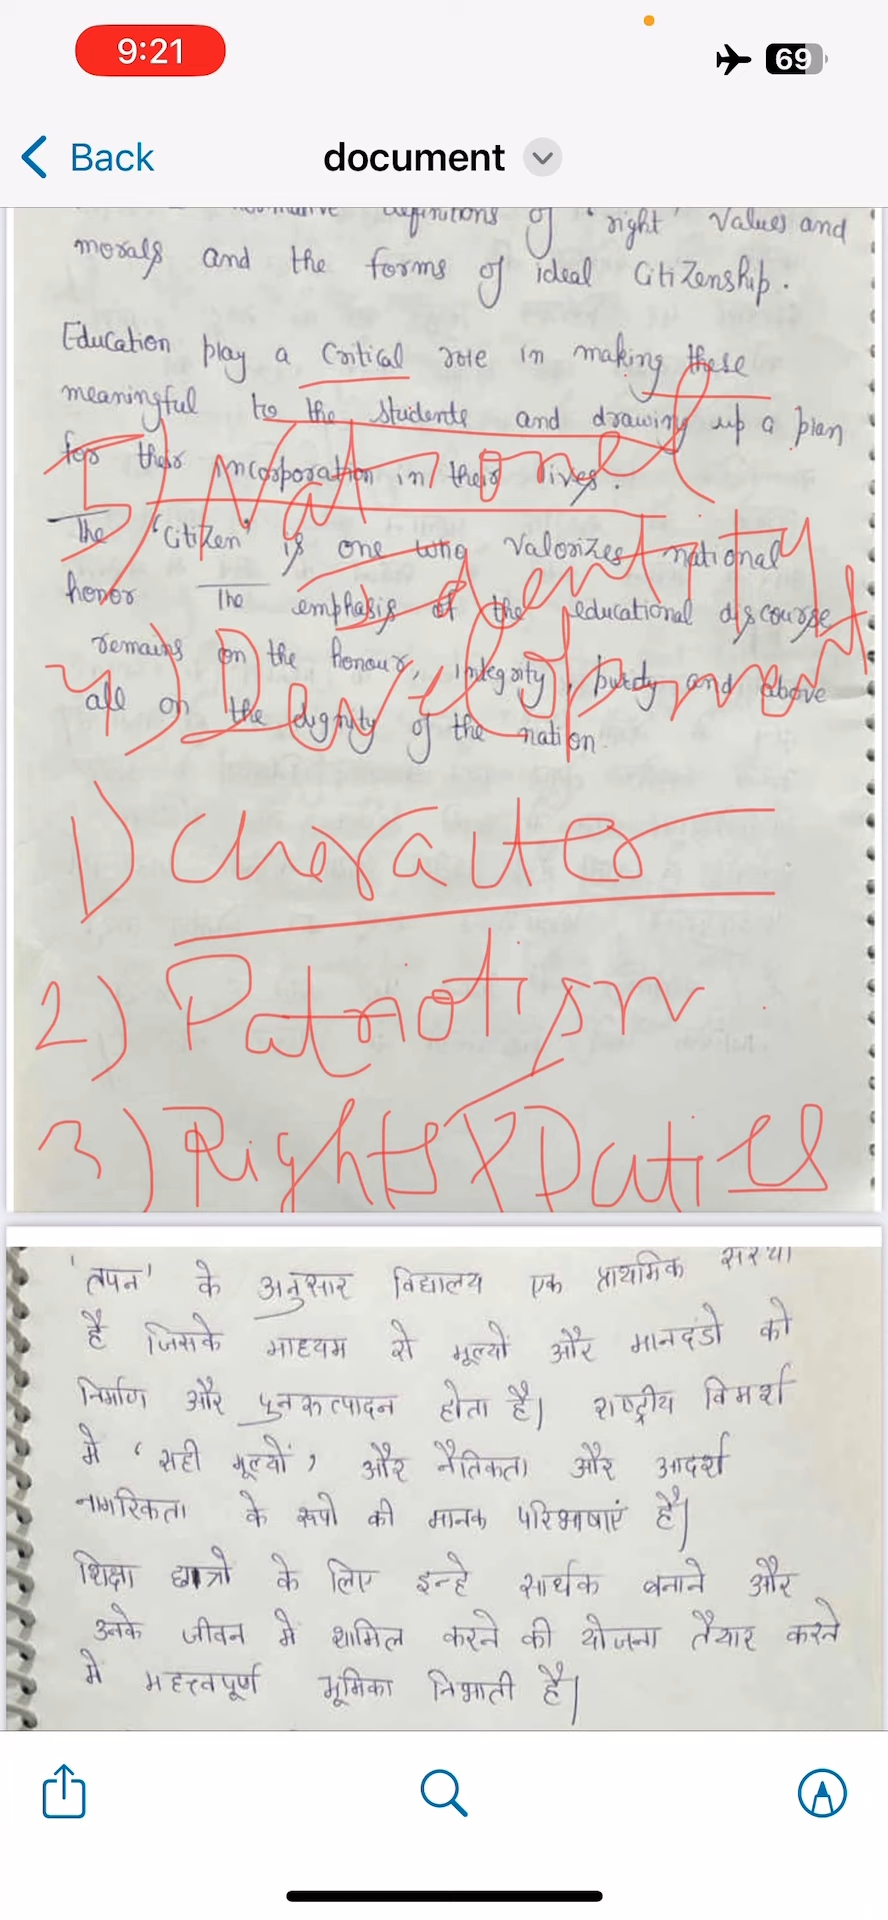 9:21
69
Back
document
definitions of 'right' values and
morals and the forms of ideal Citizenship.
Education play a Critical role in making these
meaningful to the students and drawing up a plan
for their incorporation in their lives.
The 'Citizen' is one who valorizes national
honor The emphasis of the educational discourse
remains on the honour, integrity, purity and above
all on the dignity of the nation.
5) National
identity
4) Development
1) Character
2) Patriotism
3) Rights & Duties
'तपन' के अनुसार विद्यालय एक प्राथमिक संस्था
है जिसके माध्यम से मूल्यों और मानदंडो को
निर्माण और पुनरुत्पादन होता है। राष्ट्रीय विमर्श
में 'सही मूल्यों' और नैतिकता और आदर्श
नागरिकता के रूपो की मानक परिभाषाएं हैं।
शिक्षा छात्रो के लिए इन्हे सार्थक बनाने और
उनके जीवन में शामिल करने की योजना तैयार करने
में महत्त्वपूर्ण भूमिका निभाती है।